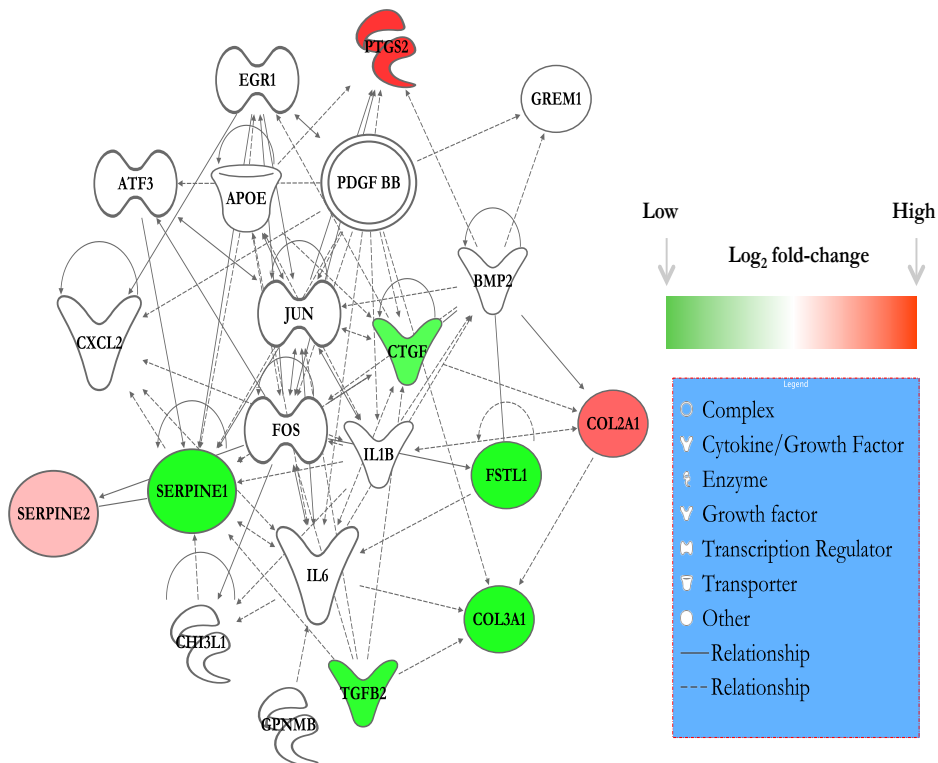 PTGS2
EGR1
GREM1
ATF3
APOE
PDGF BB
Low
High
Log2 fold-change
BMP2
JUN
CXCL2
CTGF
Legend
Complex
COL2A1
FOS
Cytokine/Growth Factor
IL1B
FSTL1
Enzyme
SERPINE1
SERPINE2
Growth factor
Transcription Regulator
IL6
Transporter
COL3A1
Other
CHI3L1
Relationship
TGFB2
Relationship
GPNMB